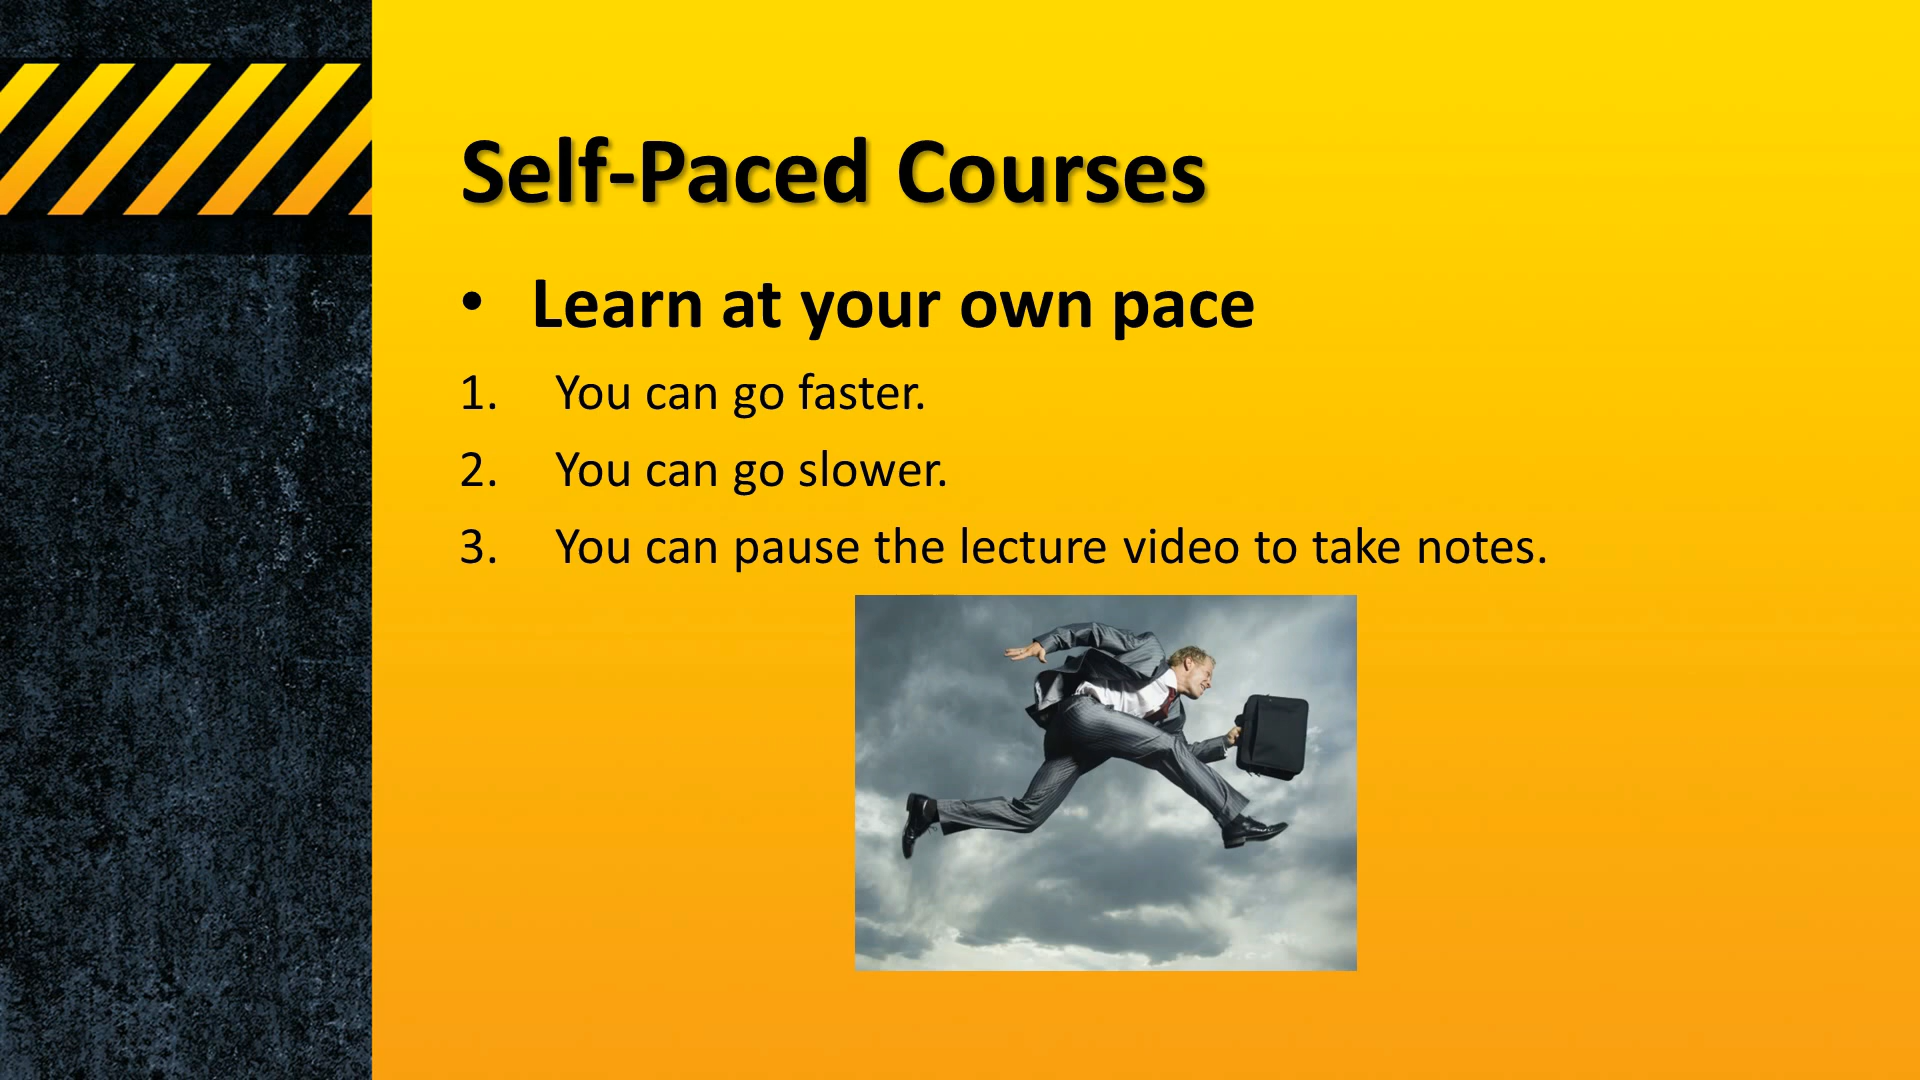 Self-Paced Courses
• Learn at your own pace
1. You can go faster.
2. You can go slower.
3. You can pause the lecture video to take notes.